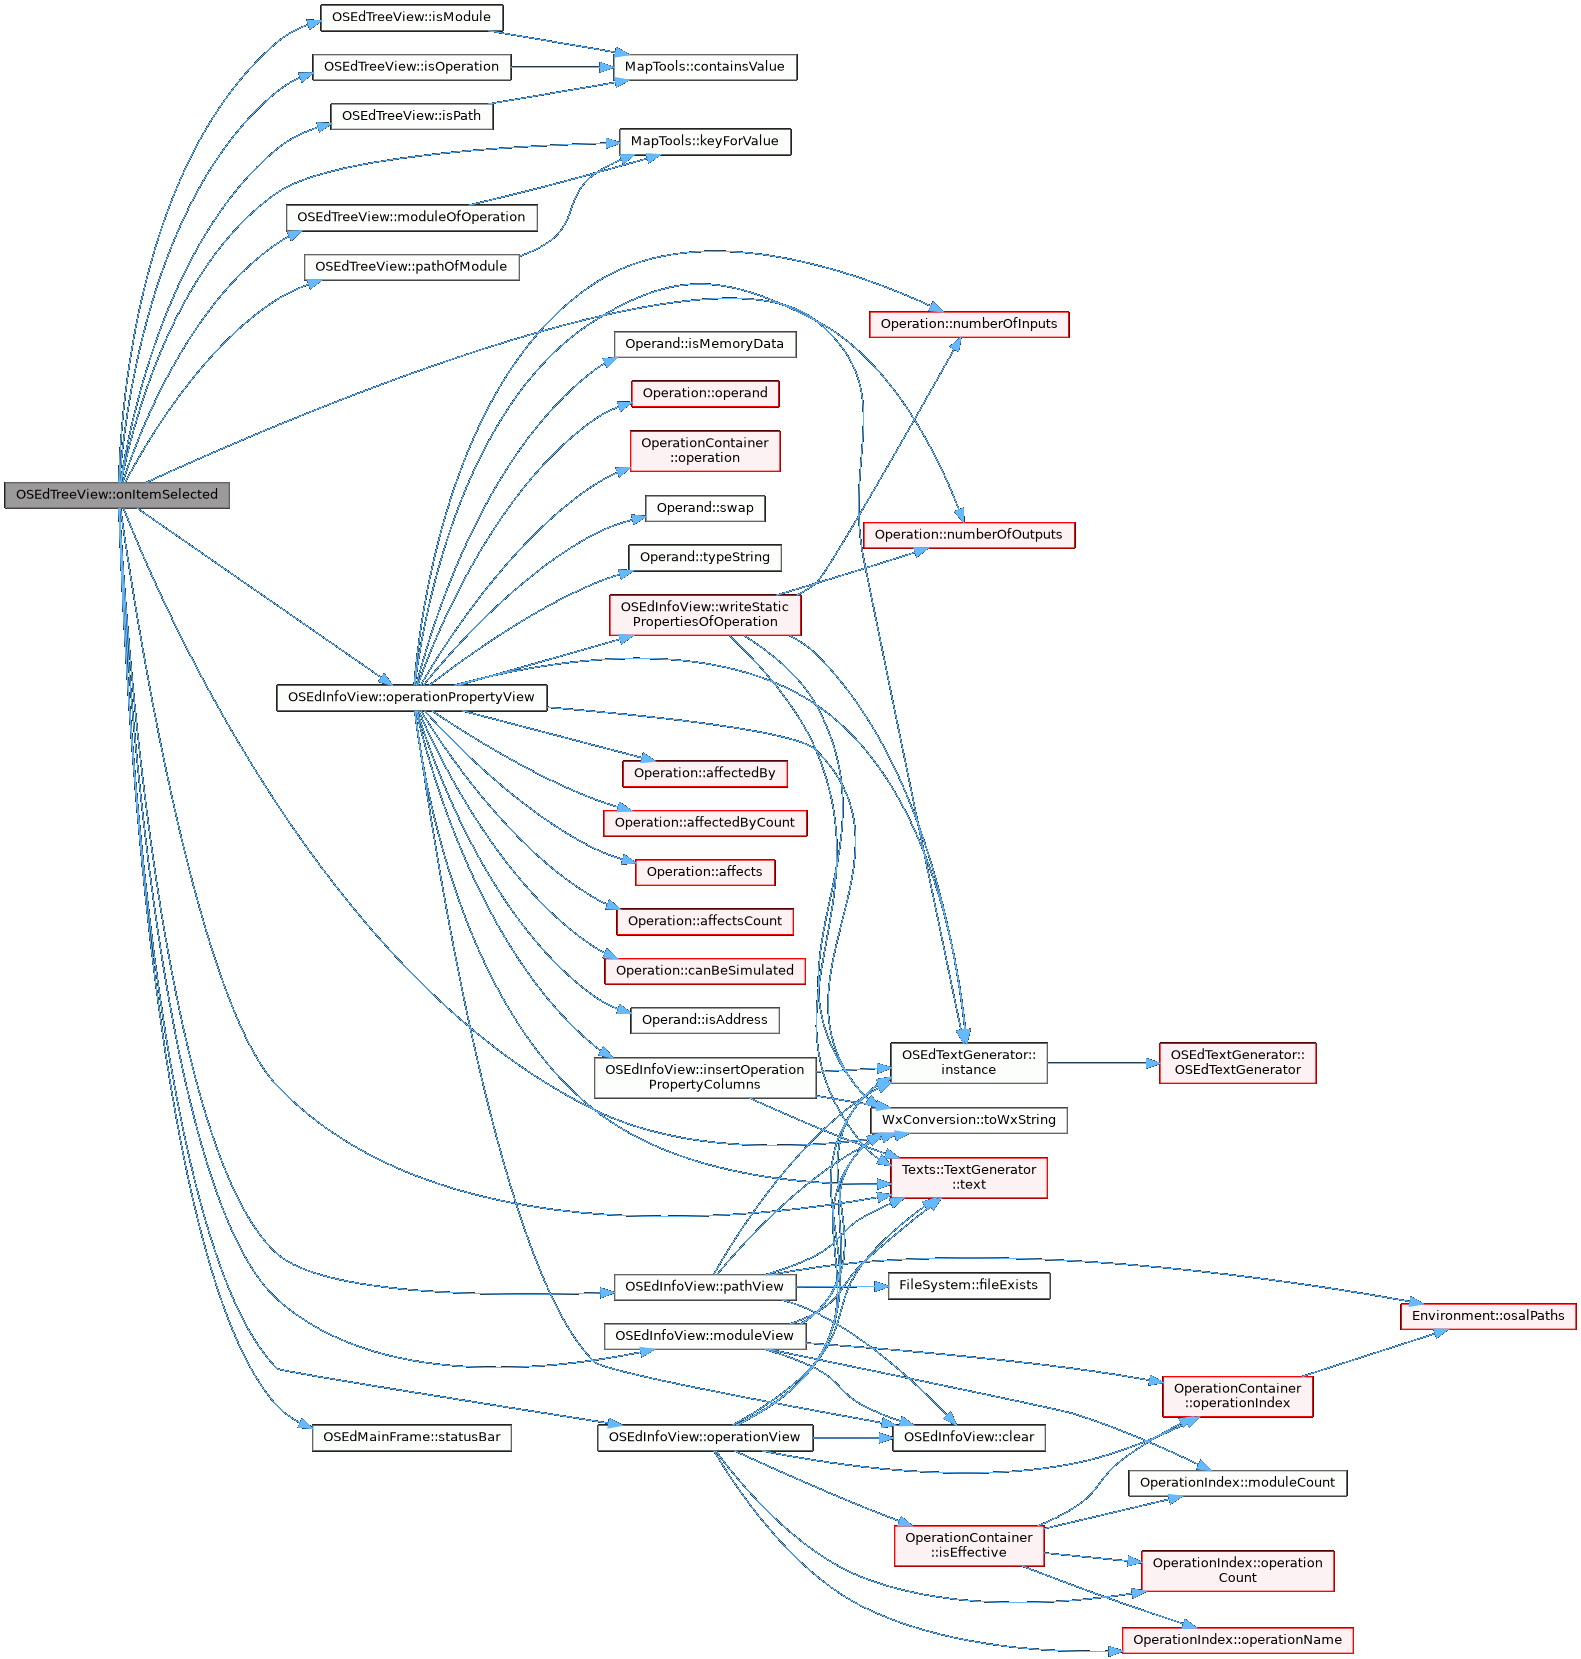 OSEdTreeView::isModule
OSEdTreeView::isOperation
MapTools::containsValue
OSEdTreeView::isPath
MapTools::keyForValue
OSEdTreeView::moduleOfOperation
OSEdTreeView::pathOfModule
Operation::numberOfInputs
Operand::isMemoryData
Operation::operand
OperationContainer
::operation
OSEdTreeView::onItemSelected
Operand::swap
Operation::numberOfOutputs
Operand::typeString
OSEdInfoView::writeStatic
PropertiesOfOperation
OSEdInfoView::operationPropertyView
Operation::affectedBy
Operation::affectedByCount
Operation::affects
Operation::affectsCount
Operation::canBeSimulated
Operand::isAddress
OSEdInfoView::insertOperation
PropertyColumns
OSEdTextGenerator::
instance
OSEdTextGenerator::
OSEdTextGenerator
WxConversion::toWxString
Texts::TextGenerator
::text
OSEdInfoView::pathView
FileSystem::fileExists
Environment::osalPaths
OSEdInfoView::moduleView
OperationContainer
::operationIndex
OSEdMainFrame::statusBar
OSEdInfoView::operationView
OSEdInfoView::clear
OperationIndex::moduleCount
OperationContainer
::isEffective
OperationIndex::operation
Count
OperationIndex::operationName